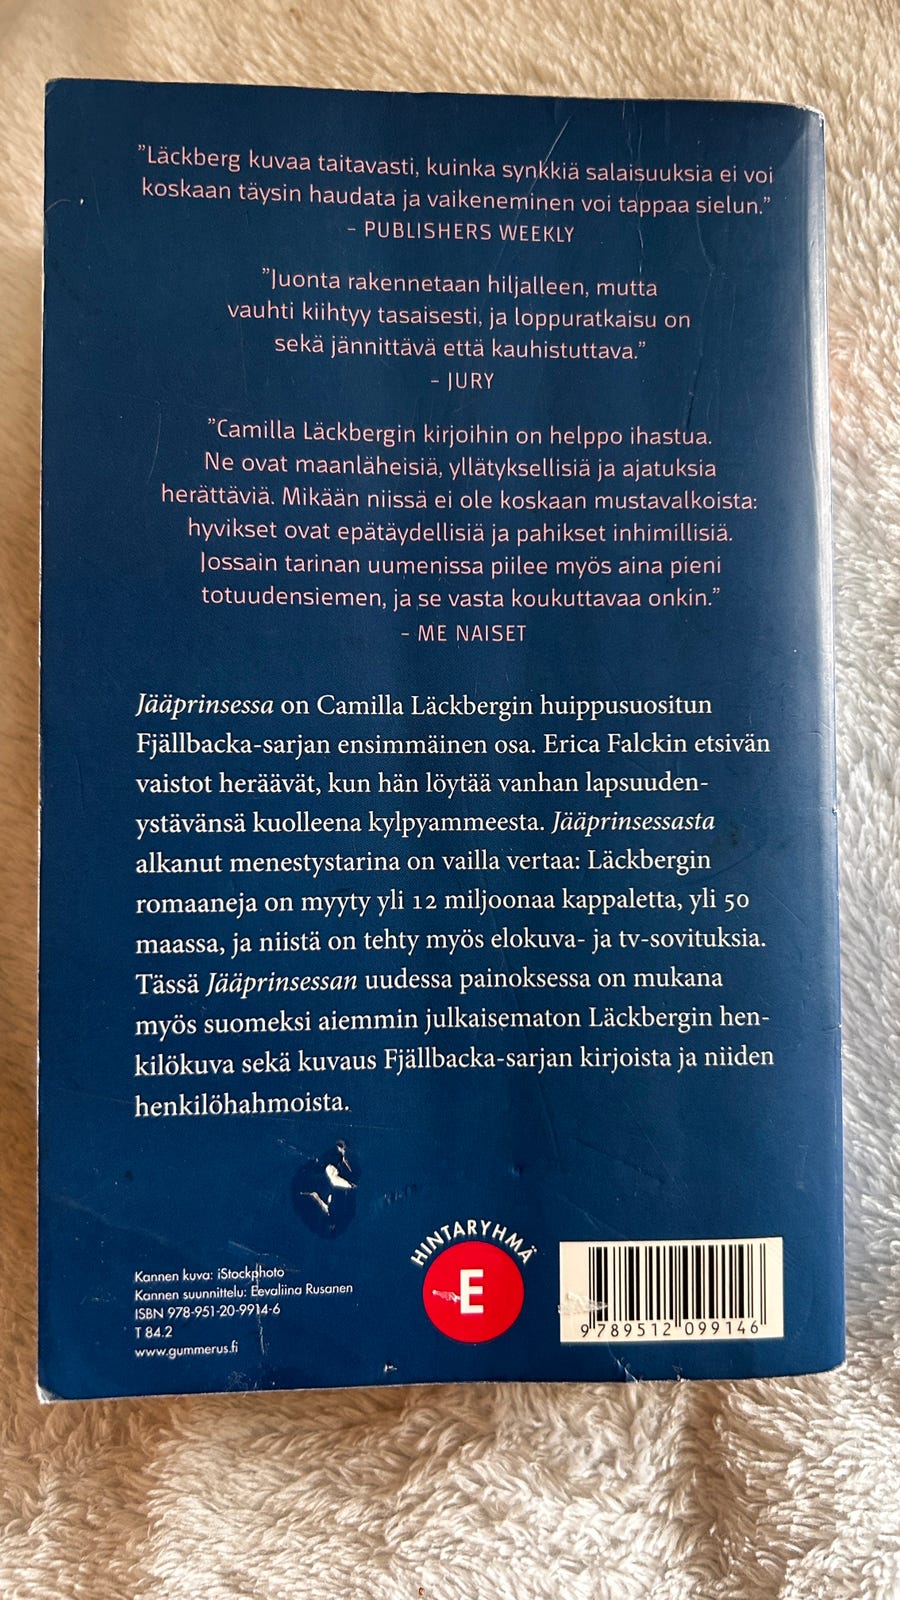 ”Läckberg kuvaa taitavasti, kuinka synkkiä salaisuuksia ei voi
koskaan täysin haudata ja vaikeneminen voi tappaa sielun.”
– PUBLISHERS WEEKLY
”Juonta rakennetaan hiljalleen, mutta
vauhti kiihtyy tasaisesti, ja loppuratkaisu on
sekä jännittävä että kauhistuttava.”
– JURY
”Camilla Läckbergin kirjoihin on helppo ihastua.
Ne ovat maanläheisiä, yllätyksellisiä ja ajatuksia
herättäviä. Mikään niissä ei ole koskaan mustavalkoista:
hyvikset ovat epätäydellisiä ja pahikset inhimillisiä.
Jossain tarinan uumenissa piilee myös aina pieni
totuudensiemen, ja se vasta koukuttavaa onkin.”
– ME NAISET
Jääprinsessa on Camilla Läckbergin huippusuositun
Fjällbacka-sarjan ensimmäinen osa. Erica Falckin etsivän
vaistot heräävät, kun hän löytää vanhan lapsuuden-
ystävänsä kuolleena kylpyammeesta. Jääprinsessasta
alkanut menestystarina on vailla vertaa: Läckbergin
romaaneja on myyty yli 12 miljoonaa kappaletta, yli 50
maassa, ja niistä on tehty myös elokuva- ja tv-sovituksia.
Tässä Jääprinsessan uudessa painoksessa on mukana
myös suomeksi aiemmin julkaisematon Läckbergin hen-
kilökuva sekä kuvaus Fjällbacka-sarjan kirjoista ja niiden
henkilöhahmoista.
Kannen kuva: iStockphoto
Kannen suunnittelu: Eevaliina Rusanen
ISBN 978-951-20-9914-6
T 84.2
www.gummerus.fi
HINTARYHMÄ
E
9 789512 099146